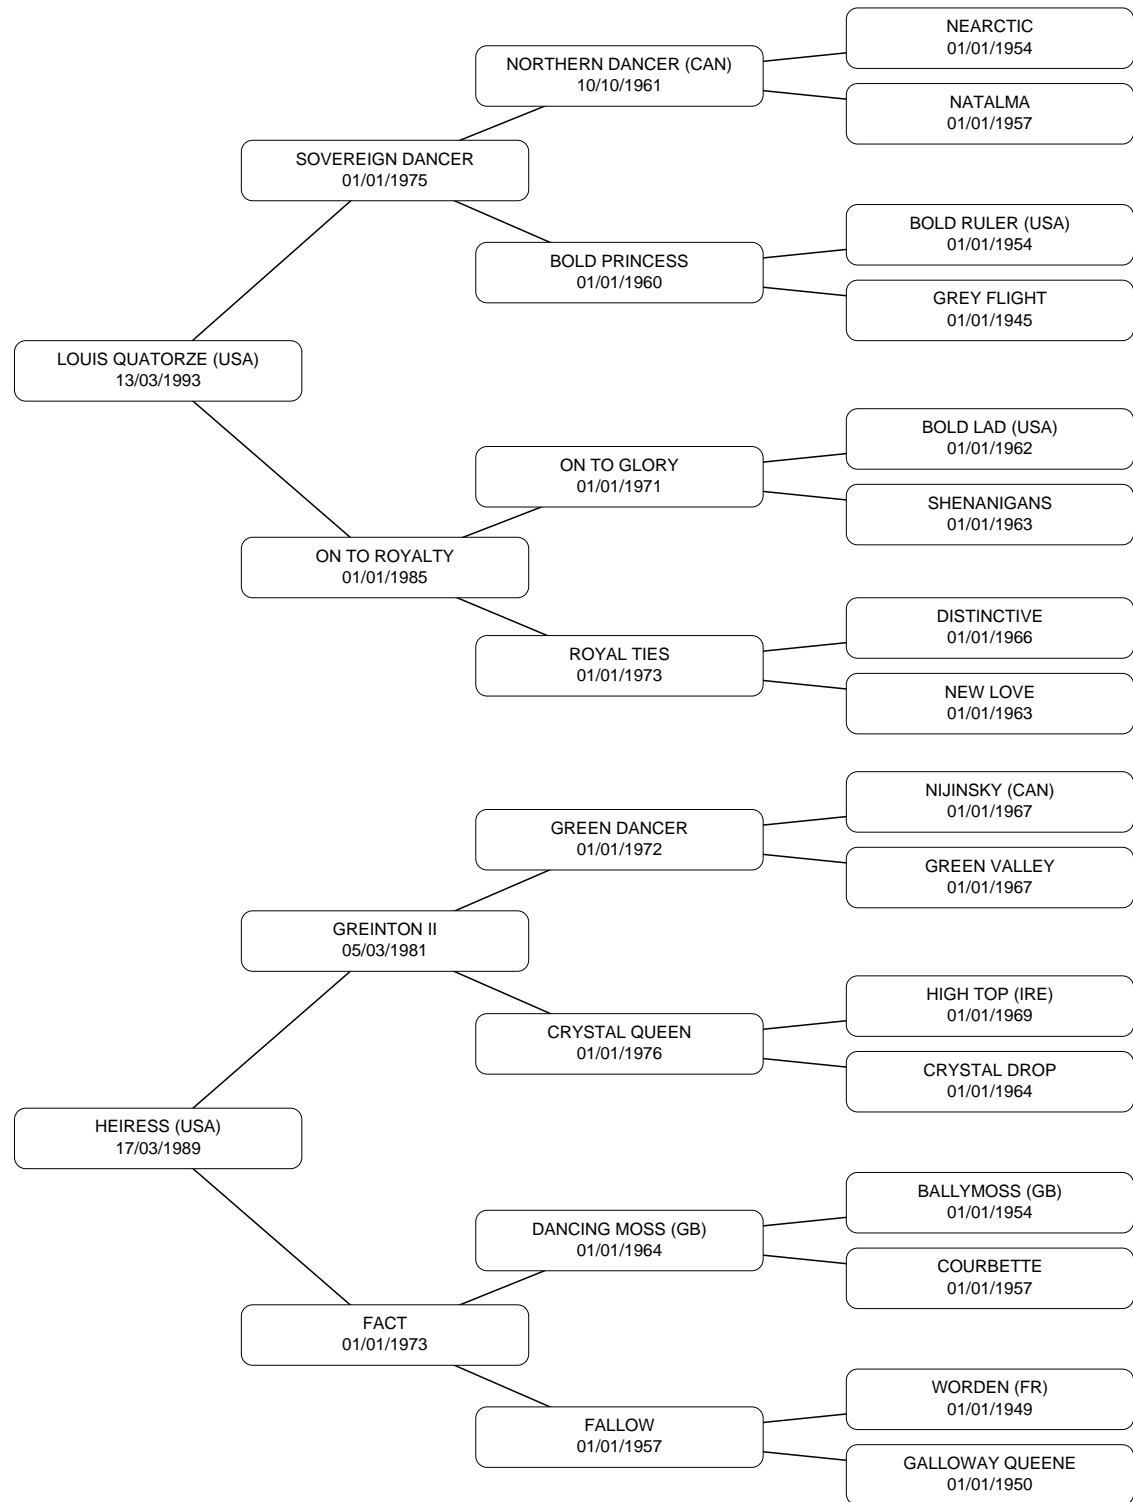 NEARCTIC
01/01/1954
NORTHERN DANCER (CAN)
10/10/1961
NATALMA
01/01/1957
SOVEREIGN DANCER
01/01/1975
BOLD RULER (USA)
01/01/1954
BOLD PRINCESS
01/01/1960
GREY FLIGHT
01/01/1945
LOUIS QUATORZE (USA)
13/03/1993
BOLD LAD (USA)
01/01/1962
ON TO GLORY
01/01/1971
SHENANIGANS
01/01/1963
ON TO ROYALTY
01/01/1985
DISTINCTIVE
01/01/1966
ROYAL TIES
01/01/1973
NEW LOVE
01/01/1963
NIJINSKY (CAN)
01/01/1967
GREEN DANCER
01/01/1972
GREEN VALLEY
01/01/1967
GREINTON II
05/03/1981
HIGH TOP (IRE)
01/01/1969
CRYSTAL QUEEN
01/01/1976
CRYSTAL DROP
01/01/1964
HEIRESS (USA)
17/03/1989
BALLYMOSS (GB)
01/01/1954
DANCING MOSS (GB)
01/01/1964
COURBETTE
01/01/1957
FACT
01/01/1973
WORDEN (FR)
01/01/1949
FALLOW
01/01/1957
GALLOWAY QUEENE
01/01/1950